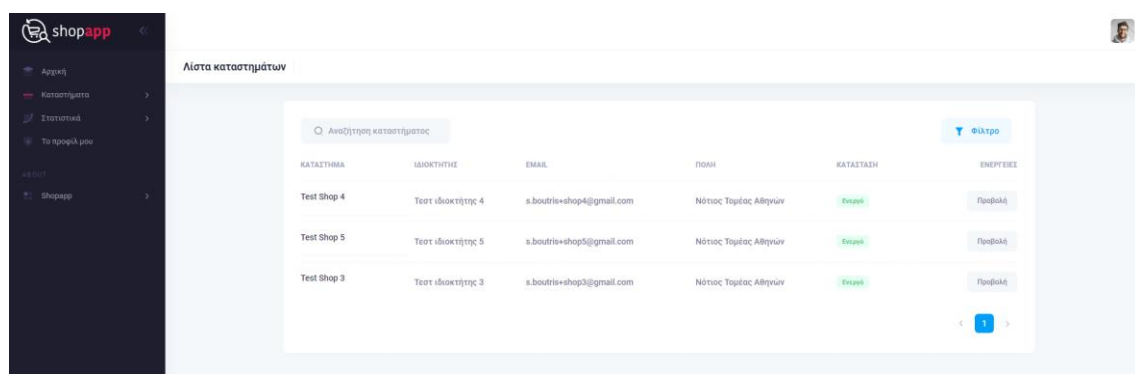 shopapp
Αρχική
Καταστήματα
Στατιστικά
Το προφίλ μου
ABOUT
Shopapp
Λίστα καταστημάτων
Αναζήτηση καταστήματος
Φίλτρο
ΚΑΤΑΣΤΗΜΑ ΙΔΙΟΚΤΗΤΗΣ EMAIL ΠΟΛΗ ΚΑΤΑΣΤΑΣΗ ΕΝΕΡΓΕΙΕΣ
Test Shop 4 Τεστ ιδιοκτήτης 4 s.boutris+shop4@gmail.com Νότιος Τομέας Αθηνών Ενεργό Προβολή
Test Shop 5 Τεστ ιδιοκτήτης 5 s.boutris+shop5@gmail.com Νότιος Τομέας Αθηνών Ενεργό Προβολή
Test Shop 3 Τεστ ιδιοκτήτης 3 s.boutris+shop3@gmail.com Νότιος Τομέας Αθηνών Ενεργό Προβολή
1